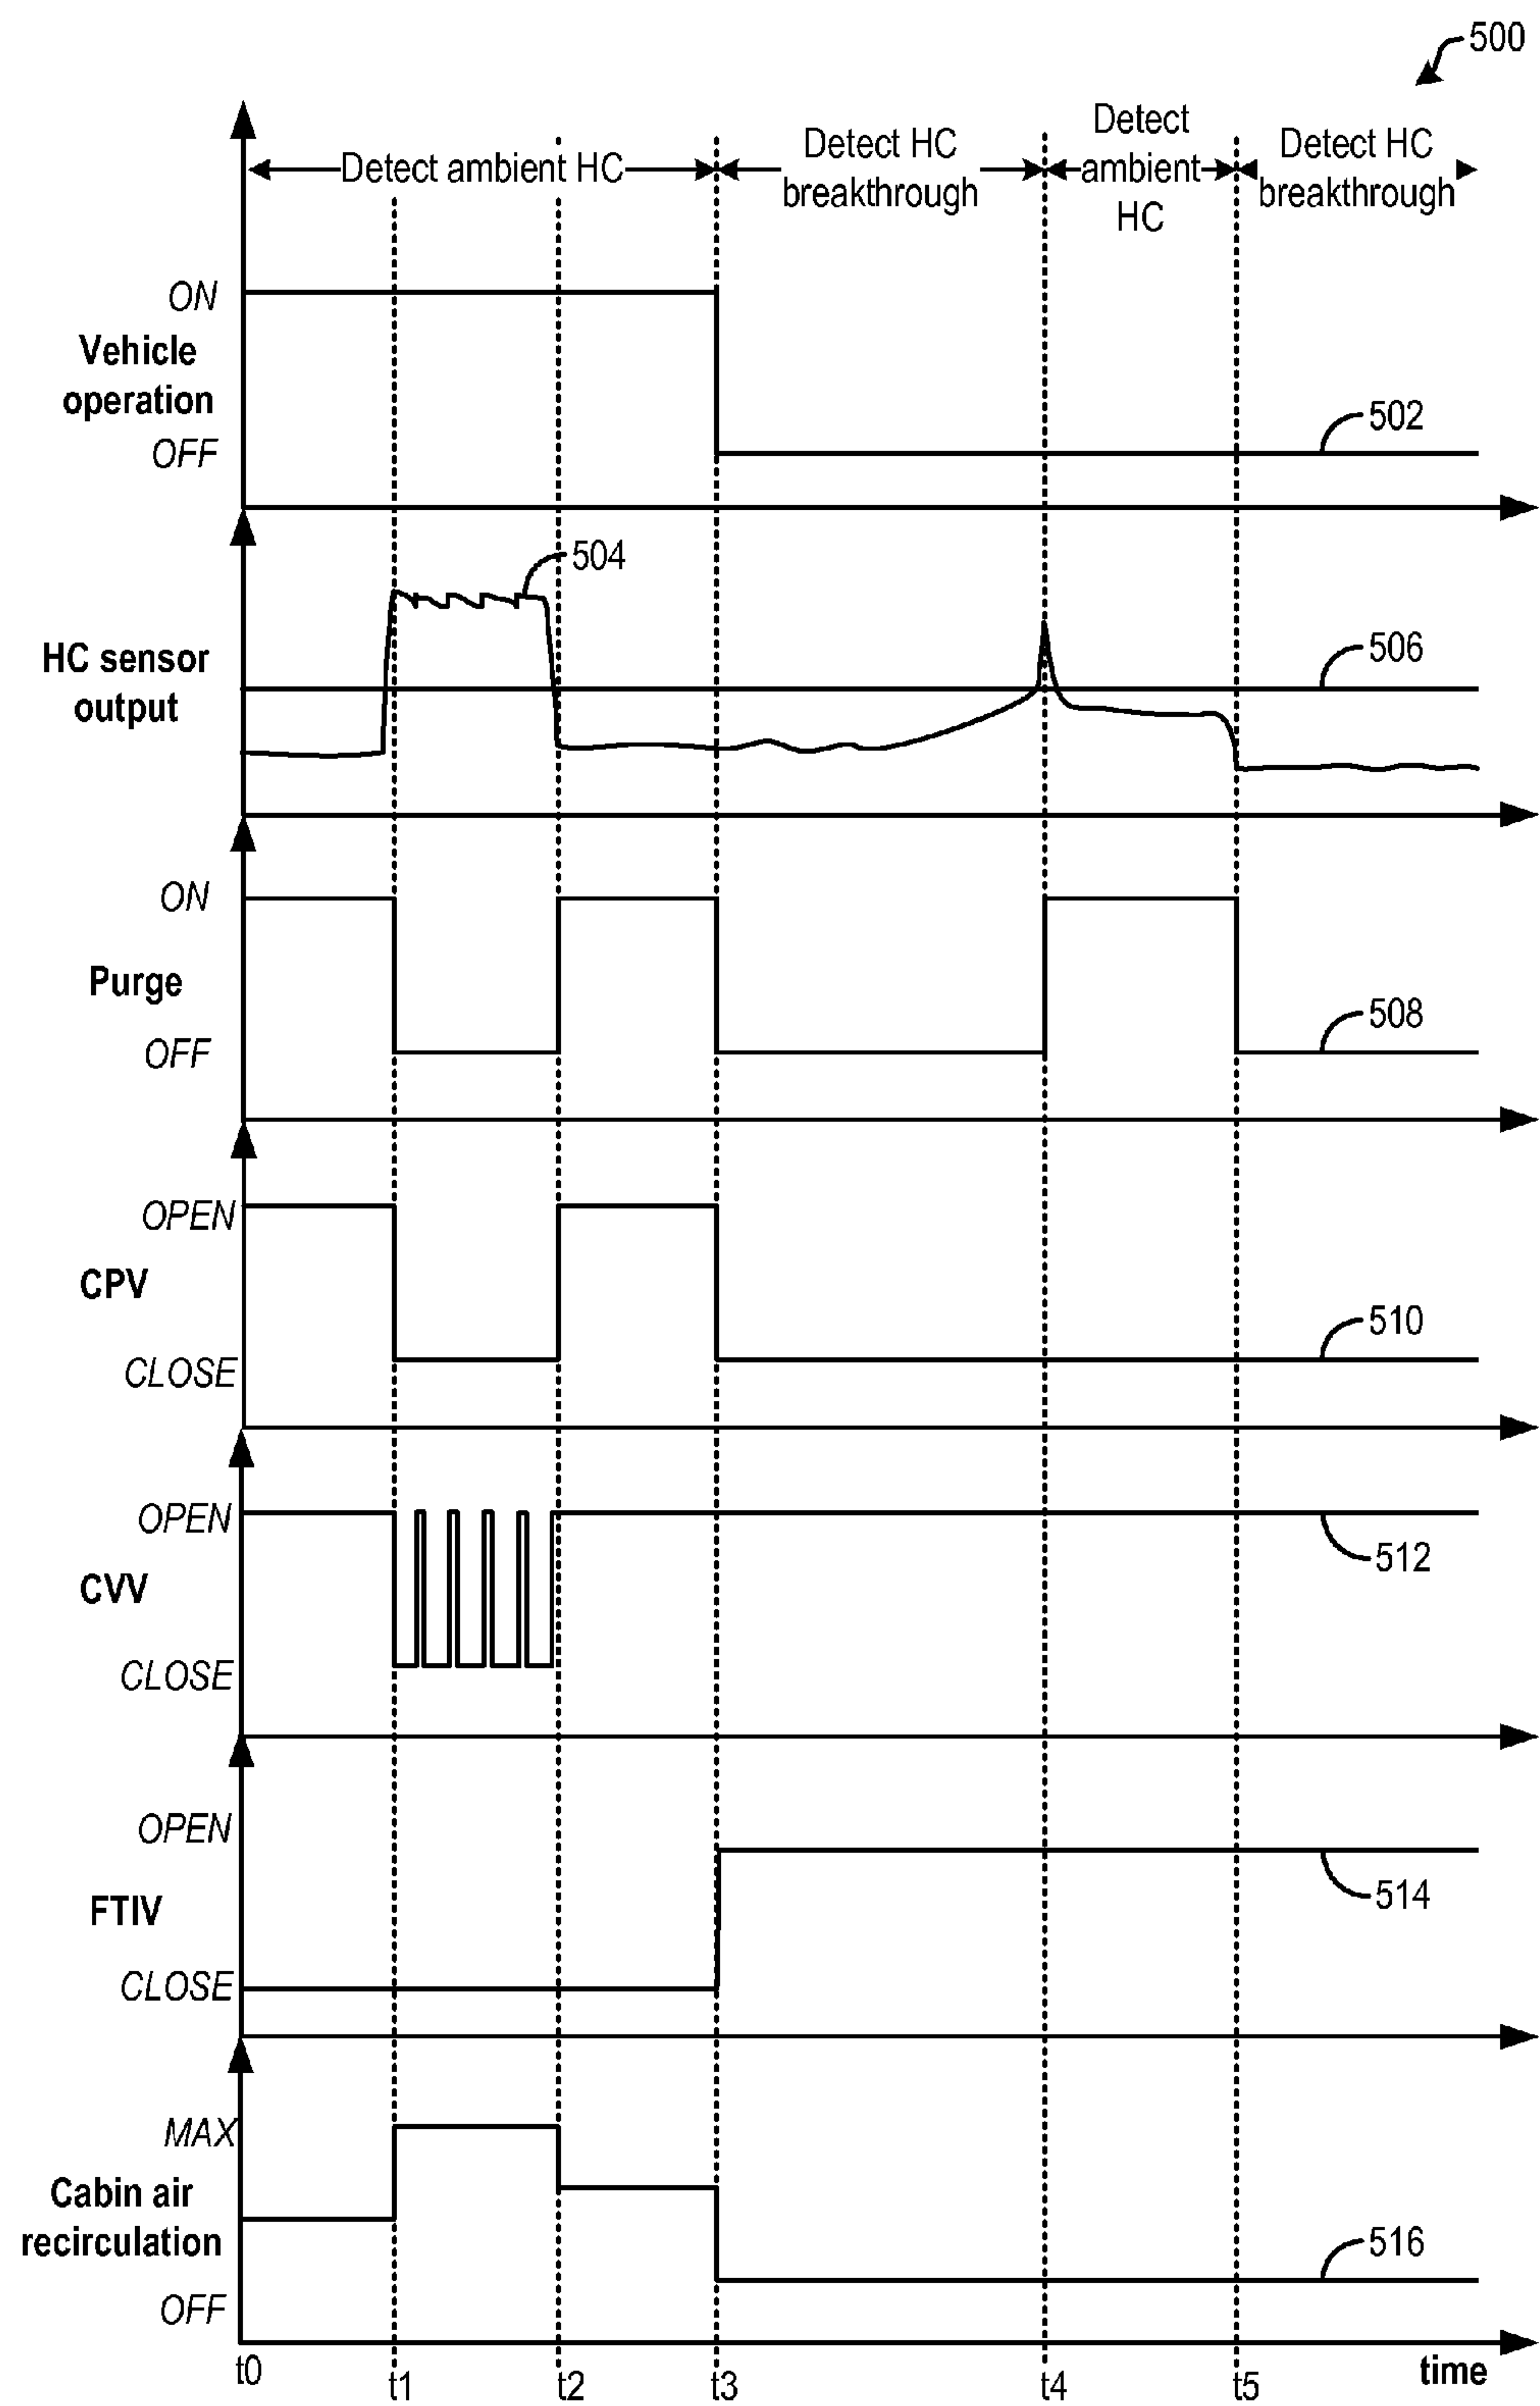 500
Detect ambient HC
Detect HC
breakthrough
Detect
ambient
HC
Detect HC
breakthrough
ON
Vehicle
operation
OFF
502
504
HC sensor
output
506
ON
Purge
OFF
508
OPEN
CPV
CLOSE
510
OPEN
CVV
CLOSE
512
OPEN
FTIV
CLOSE
514
MAX
Cabin air
recirculation
OFF
516
t0
t1
t2
t3
t4
t5
time